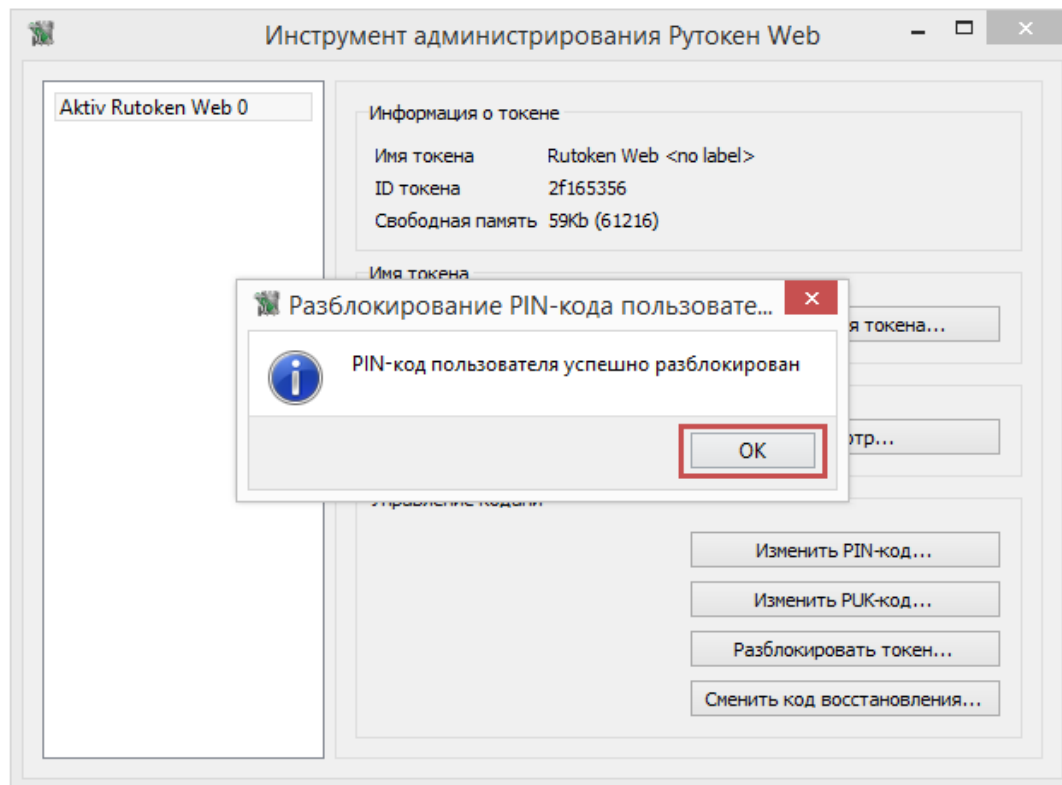 Инструмент администрирования Рутокен Web
Aktiv Rutoken Web 0
Информация о токене
Имя токена Rutoken Web <no label>
ID токена 2f165356
Свободная память 59Kb (61216)
Имя токена
Разблокирование PIN-кода пользовате...
я токена...
PIN-код пользователя успешно разблокирован
отр...
OK
Управление кодами
Изменить PIN-код...
Изменить PUK-код...
Разблокировать токен...
Сменить код восстановления...